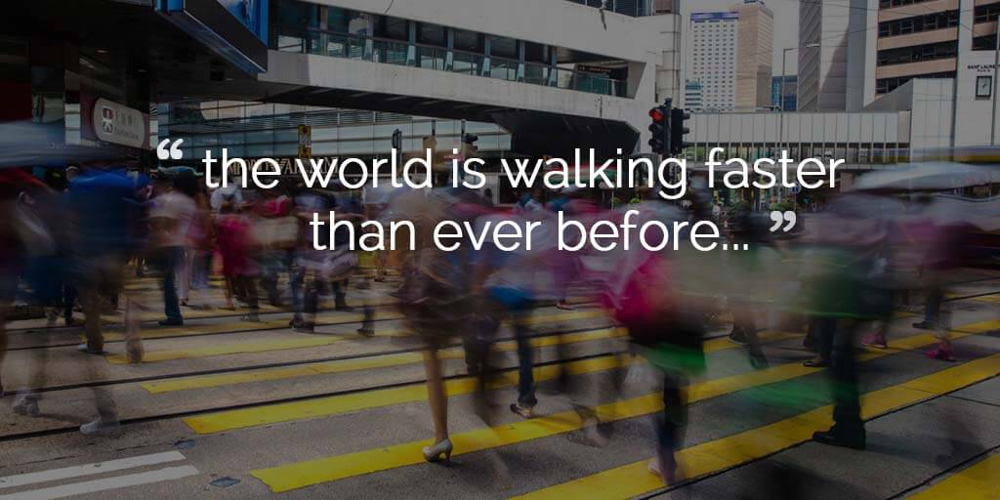 “ the world is walking faster
than ever before... ”